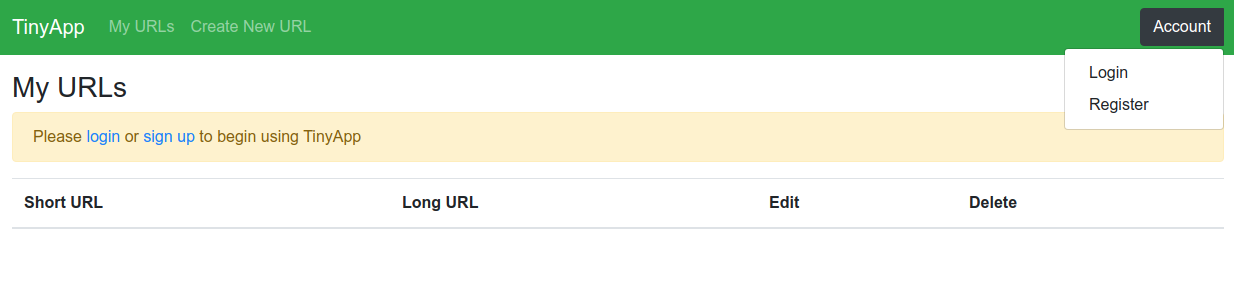 TinyApp My URLs Create New URL Account
Login
Register
My URLs
Please login or sign up to begin using TinyApp
Short URL Long URL Edit Delete